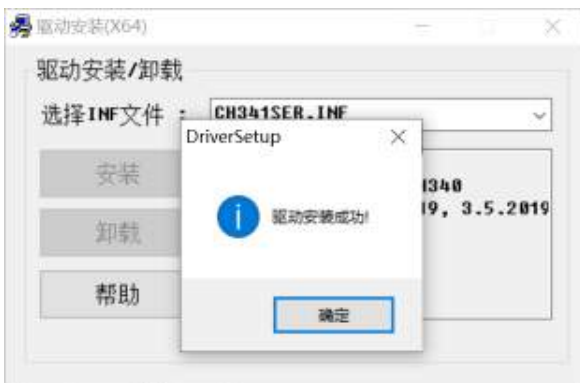 驱动安装(X64)
驱动安装/卸载
选择INF文件 :
CH341SER.INF
DriverSetup
安装
驱动安装成功!
H340
19, 3.5.2019
卸载
帮助
确定